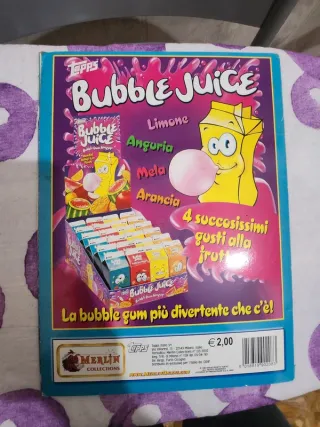 Topps
BUBBLE JUICE
Limone
BUBBLE
JUICE
Anguria
Mela
Arancia
4 succosissimi
gusti alla
frutta!
BUBBLE JUICE
La bubble gum più divertente che c'è!
MERLIN
COLLECTIONS
Topps
€ 2,00